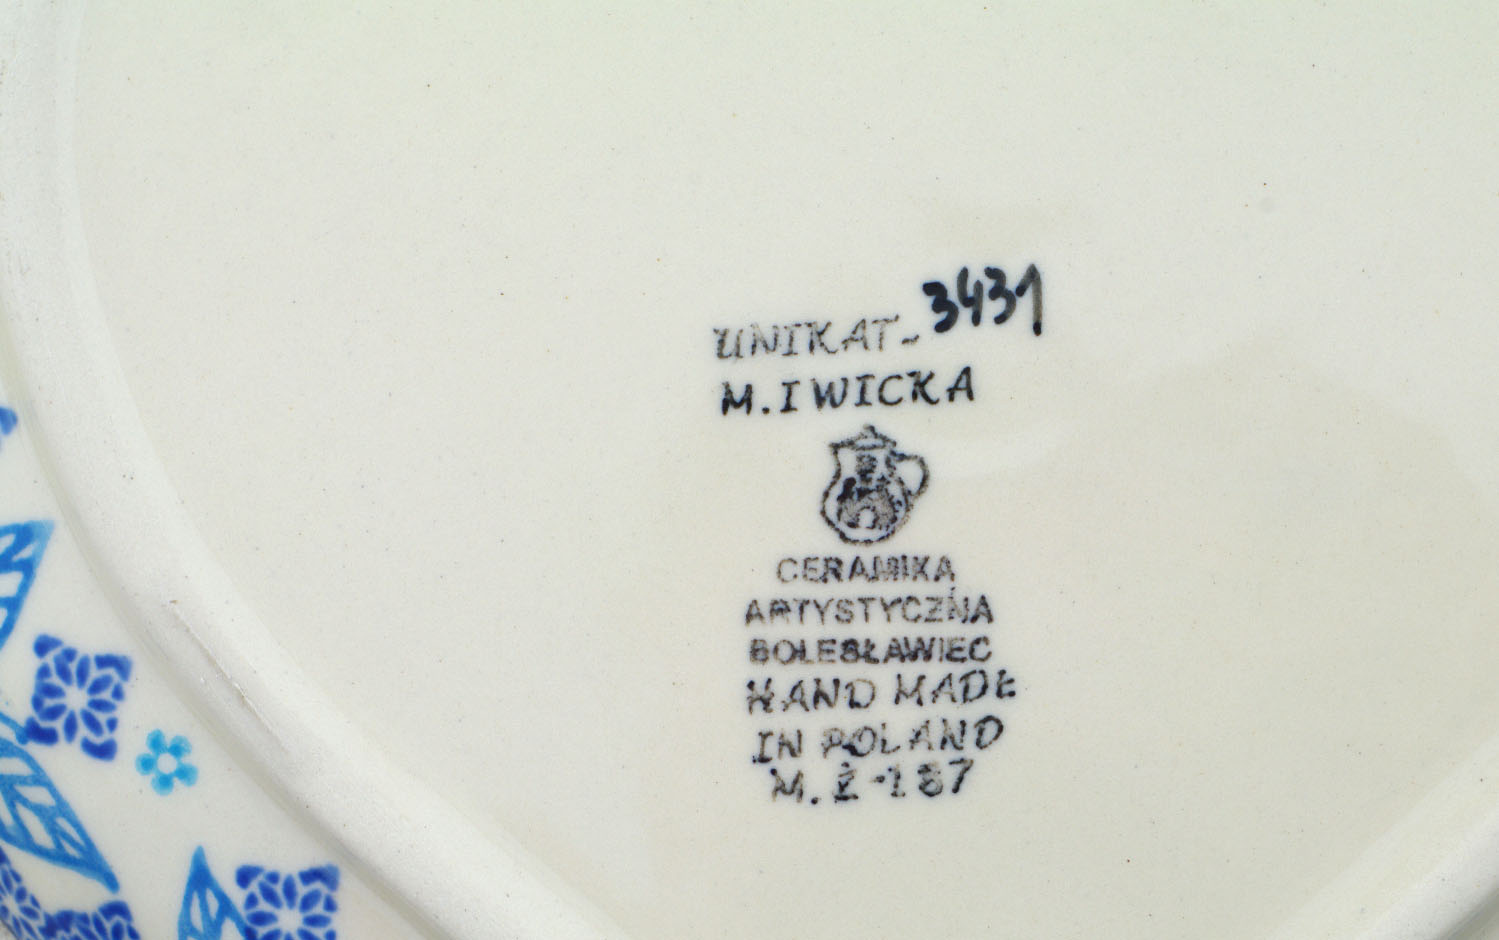 UNIKAT-3431
M.IWICKA
CERAMIKA
ARTYSTYCZNA
BOLESŁAWIEC
HAND MADE
IN POLAND
M.Ż-187